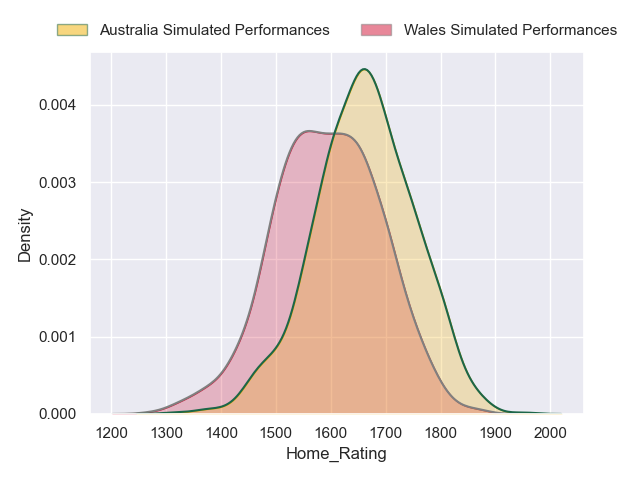 Australia Simulated Performances Wales Simulated Performances
Density
0.004
0.003
0.002
0.001
0.000
1200 1300 1400 1500 1600 1700 1800 1900 2000
Home_Rating